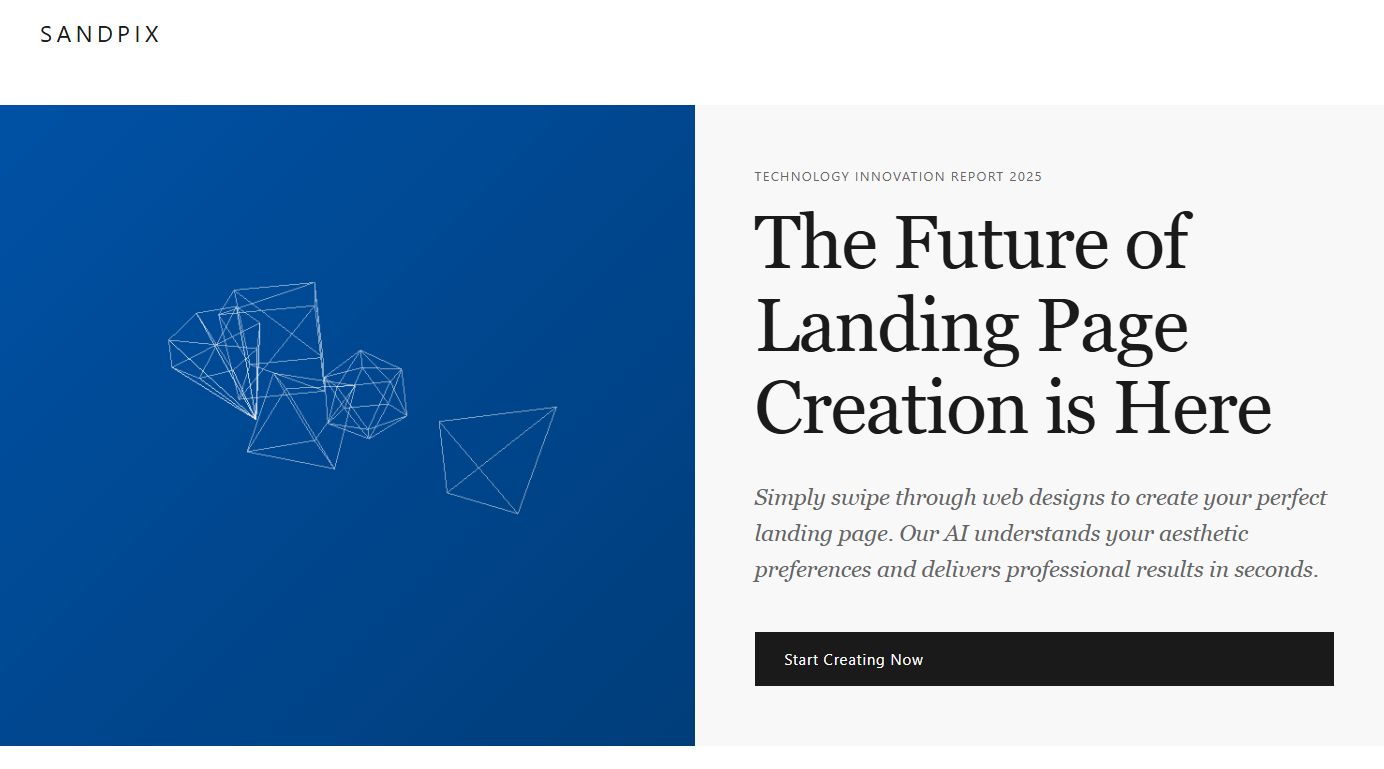 SANDPIX
TECHNOLOGY INNOVATION REPORT 2025
The Future of
Landing Page
Creation is Here
Simply swipe through web designs to create your perfect
landing page. Our AI understands your aesthetic
preferences and delivers professional results in seconds.
Start Creating Now